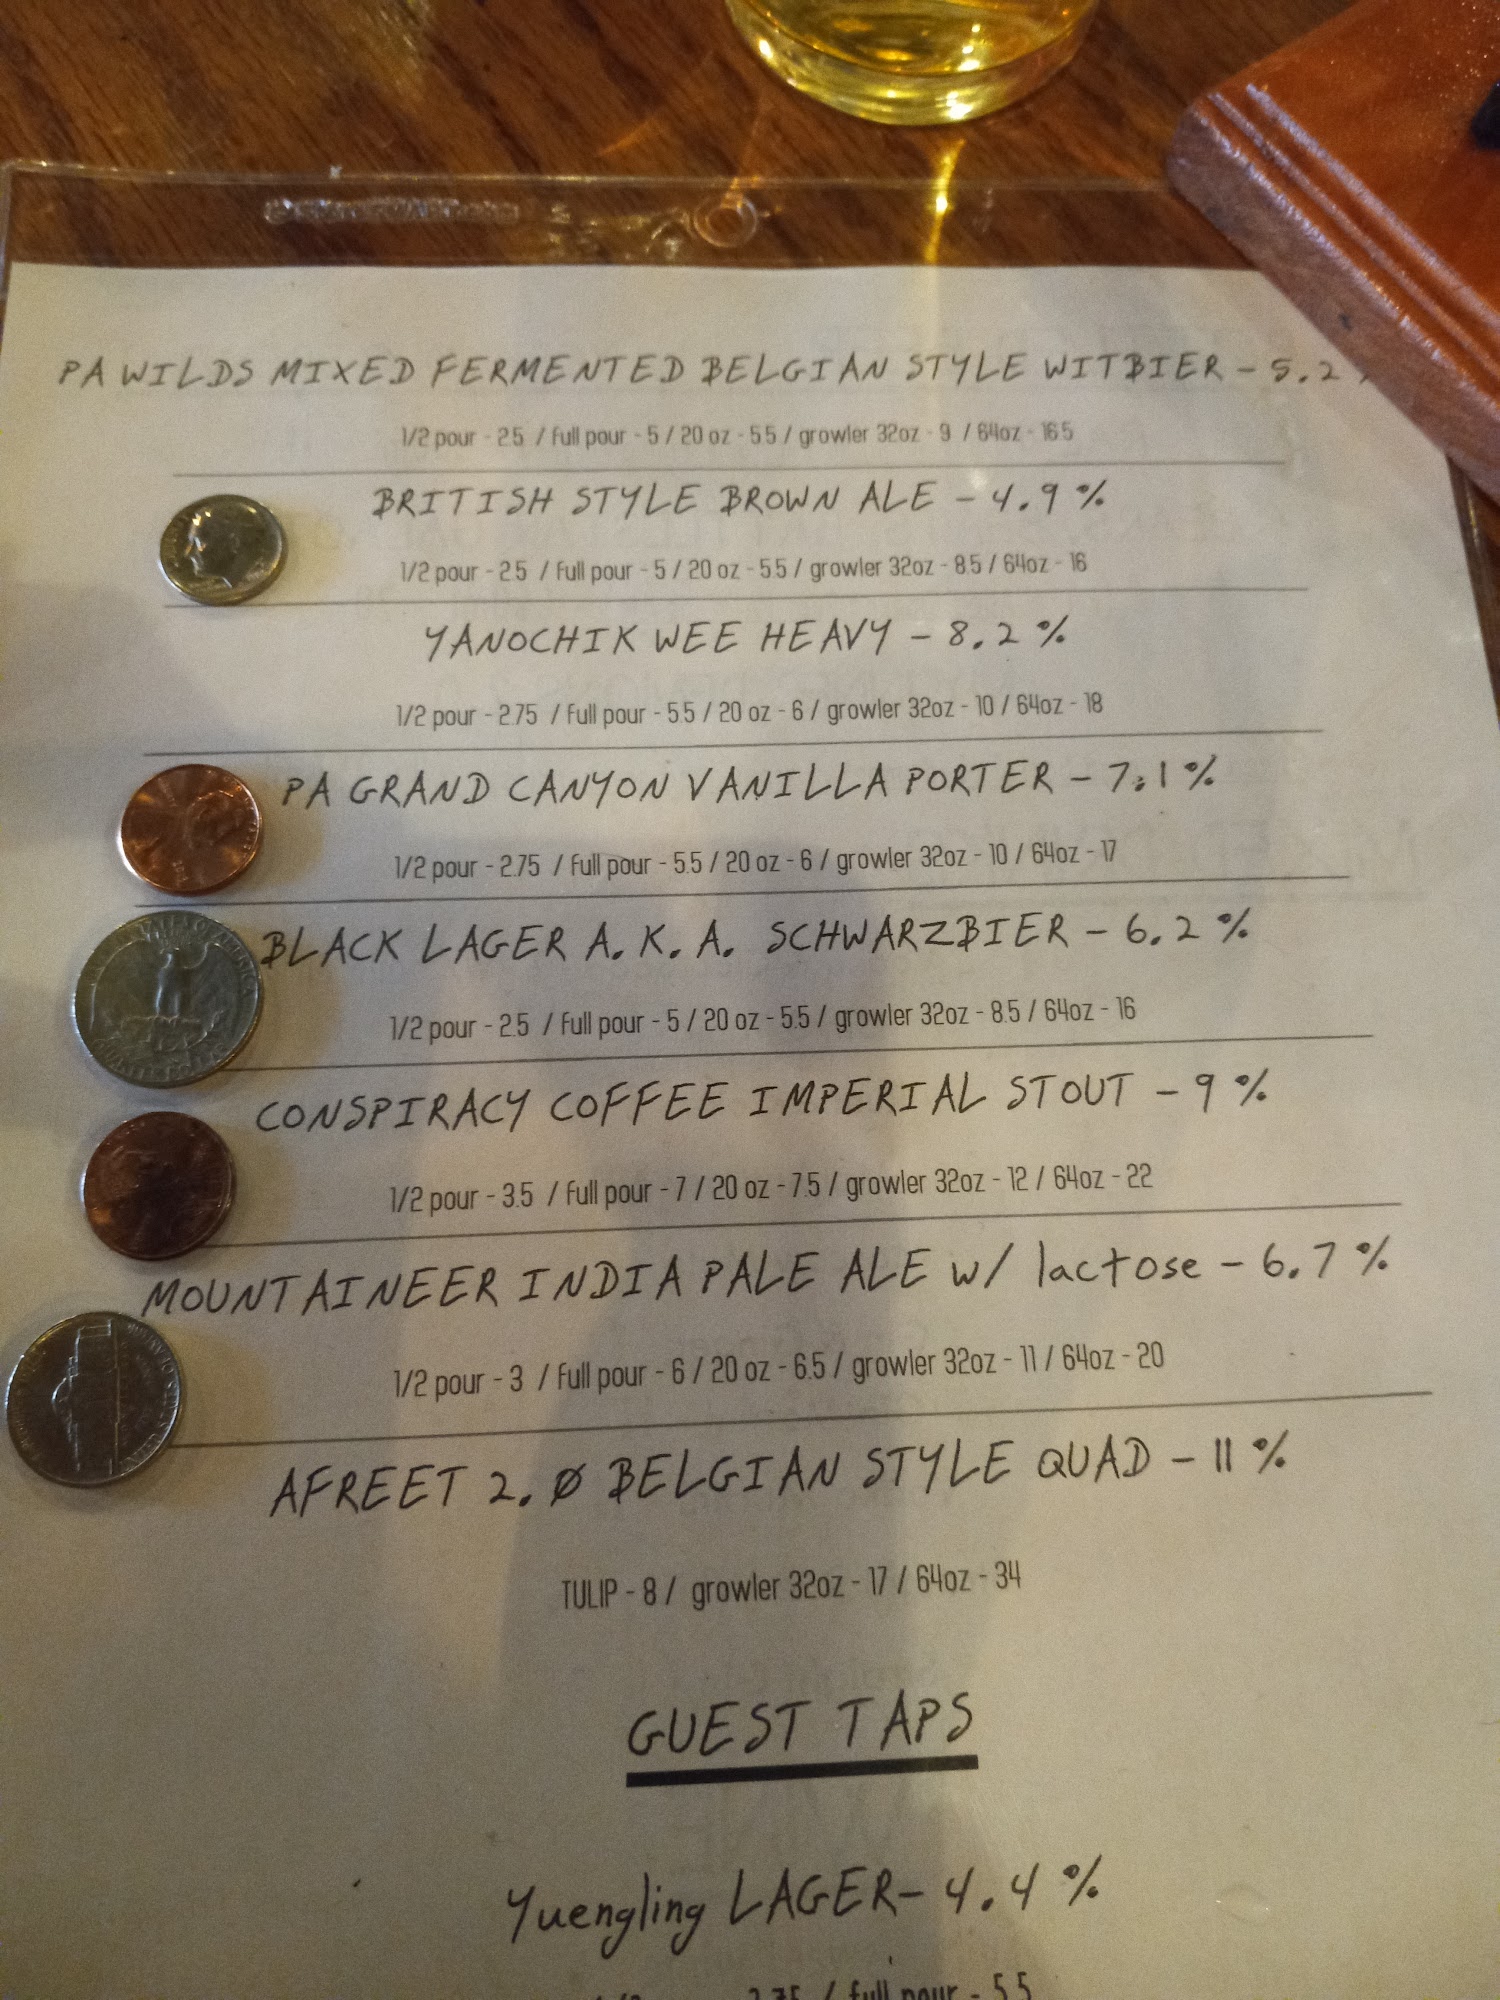 PA WILDS MIXED FERMENTED BELGIAN STYLE WITBIER - 5.2
1/2 pour - 2.5 / full pour - 5 / 20 oz - 5.5 / growler 32oz - 9 / 64oz - 16.5
BRITISH STYLE BROWN ALE - 4.9 %
1/2 pour - 2.5 / full pour - 5 / 20 oz - 5.5 / growler 32oz - 8.5 / 64oz - 16
YANOCHIK WEE HEAVY - 8.2 %
1/2 pour - 2.75 / full pour - 5.5 / 20 oz - 6 / growler 32oz - 10 / 64oz - 18
PA GRAND CANYON VANILLA PORTER - 7.1 %
1/2 pour - 2.75 / full pour - 5.5 / 20 oz - 6 / growler 32oz - 10 / 64oz - 17
BLACK LAGER A.K.A. SCHWARZBIER - 6.2 %
1/2 pour - 2.5 / full pour - 5 / 20 oz - 5.5 / growler 32oz - 8.5 / 64oz - 16
CONSPIRACY COFFEE IMPERIAL STOUT - 9 %
1/2 pour - 3.5 / full pour - 7 / 20 oz - 7.5 / growler 32oz - 12 / 64oz - 22
MOUNTAINEER INDIA PALE ALE w/ lactose - 6.7 %
1/2 pour - 3 / full pour - 6 / 20 oz - 6.5 / growler 32oz - 11 / 64oz - 20
AFREET 2.Ø BELGIAN STYLE QUAD - 11 %
TULIP - 8 / growler 32oz - 17 / 64oz - 34
GUEST TAPS
Yuengling LAGER - 4.4 %
2.75 / full pour - 5.5